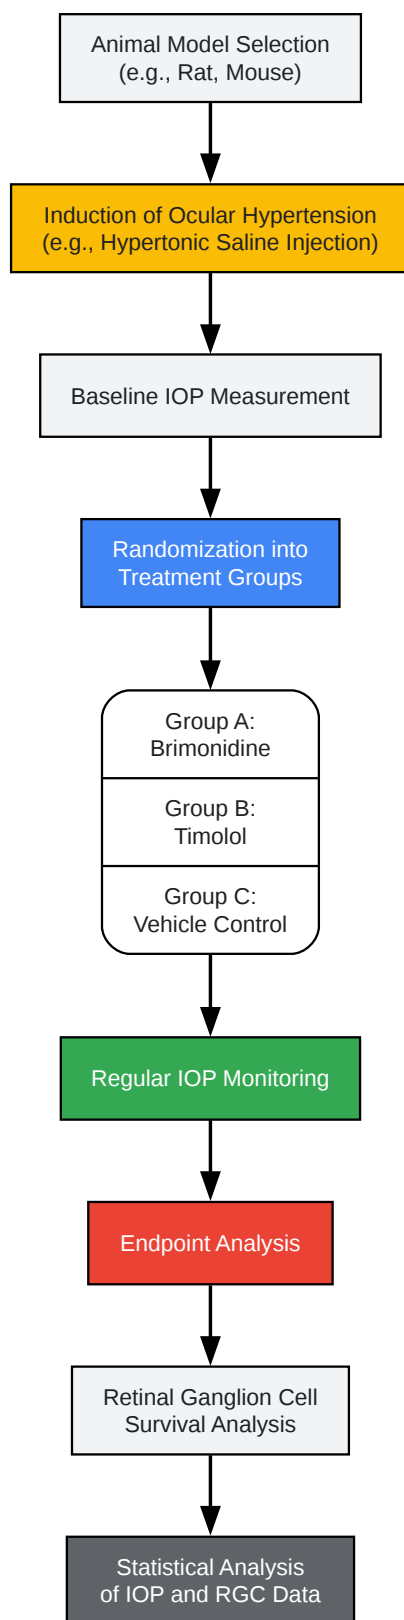 Animal Model Selection
(e.g., Rat, Mouse)
Induction of Ocular Hypertension
(e.g., Hypertonic Saline Injection)
Baseline IOP Measurement
Randomization into
Treatment Groups
Group A:
Brimonidine
Group B:
Timolol
Group C:
Vehicle Control
Regular IOP Monitoring
Endpoint Analysis
Retinal Ganglion Cell
Survival Analysis
Statistical Analysis
of IOP and RGC Data